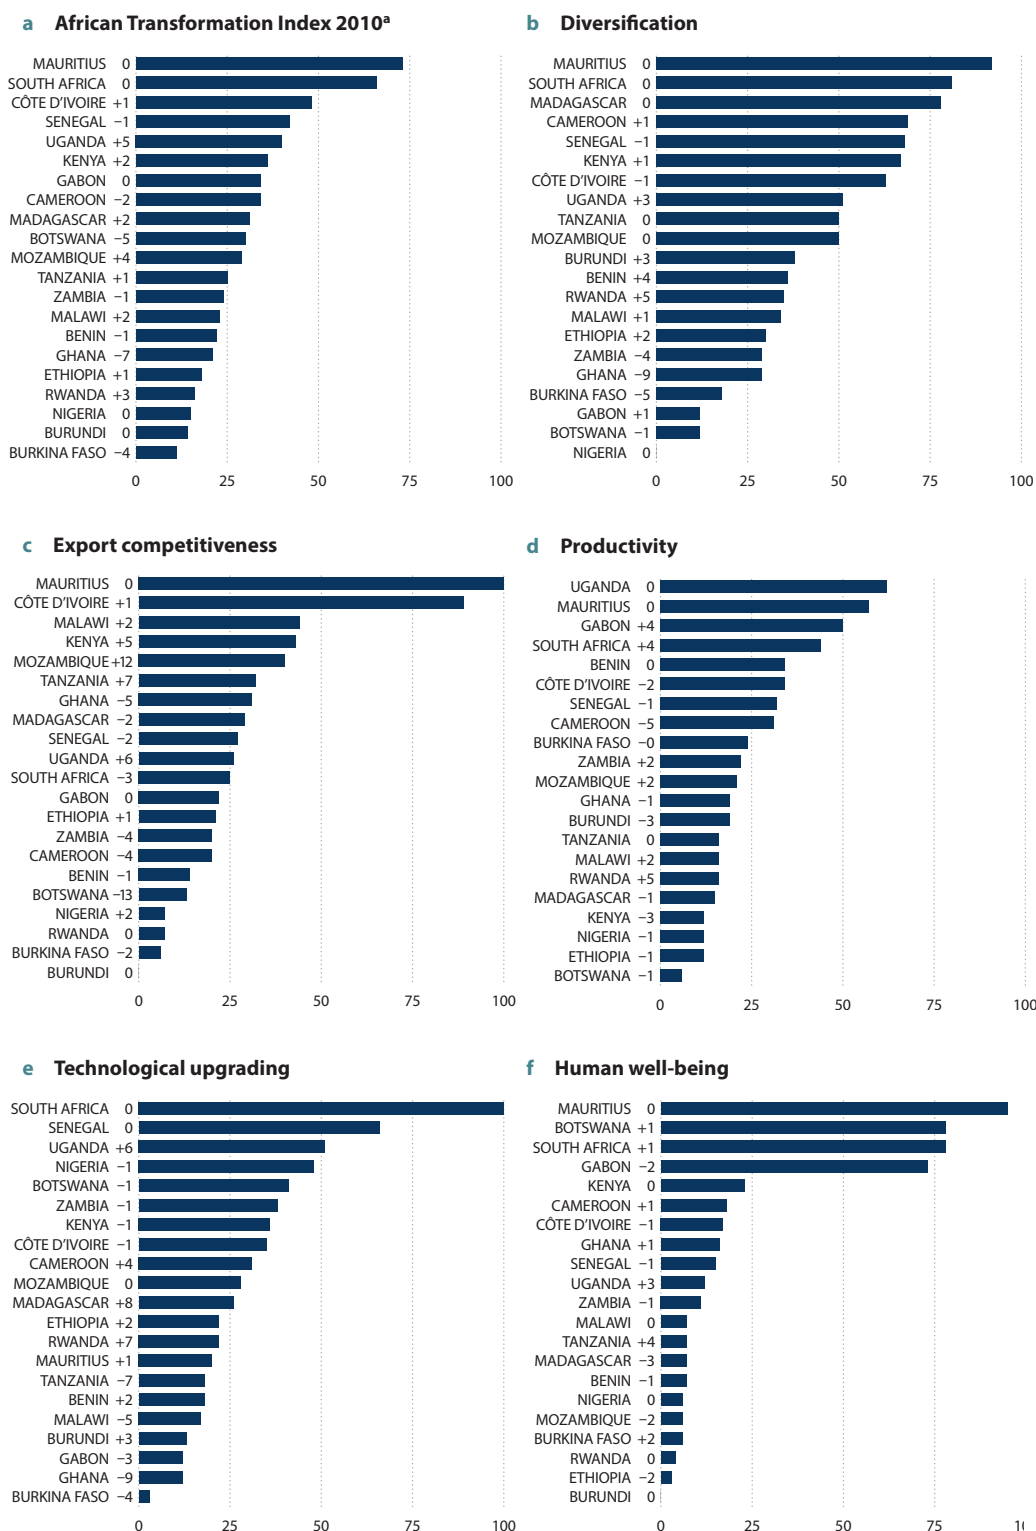 a African Transformation Index 2010ª
MAURITIUS 0
SOUTH AFRICA 0
CÔTE D'IVOIRE +1
SENEGAL −1
UGANDA +5
KENYA +2
GABON 0
CAMEROON −2
MADAGASCAR +2
BOTSWANA −5
MOZAMBIQUE +4
TANZANIA +1
ZAMBIA −1
MALAWI +2
BENIN −1
GHANA −7
ETHIOPIA +1
RWANDA +3
NIGERIA 0
BURUNDI 0
BURKINA FASO −4
0 25 50 75 100
b Diversification
MAURITIUS 0
SOUTH AFRICA 0
MADAGASCAR 0
CAMEROON +1
SENEGAL −1
KENYA +1
CÔTE D'IVOIRE −1
UGANDA +3
TANZANIA 0
MOZAMBIQUE 0
BURUNDI +3
BENIN +4
RWANDA +5
MALAWI +1
ETHIOPIA +2
ZAMBIA −4
GHANA −9
BURKINA FASO −5
GABON +1
BOTSWANA −1
NIGERIA 0
0 25 50 75 100
c Export competitiveness
MAURITIUS 0
CÔTE D'IVOIRE +1
MALAWI +2
KENYA +5
MOZAMBIQUE +12
TANZANIA +7
GHANA −5
MADAGASCAR −2
SENEGAL −2
UGANDA +6
SOUTH AFRICA −3
GABON 0
ETHIOPIA +1
ZAMBIA −4
CAMEROON −4
BENIN −1
BOTSWANA −13
NIGERIA +2
RWANDA 0
BURKINA FASO −2
BURUNDI 0
0 25 50 75 100
d Productivity
UGANDA 0
MAURITIUS 0
GABON +4
SOUTH AFRICA +4
BENIN 0
CÔTE D'IVOIRE −2
SENEGAL −1
CAMEROON −5
BURKINA FASO −0
ZAMBIA +2
MOZAMBIQUE +2
GHANA −1
BURUNDI −3
TANZANIA 0
MALAWI +2
RWANDA +5
MADAGASCAR −1
KENYA −3
NIGERIA −1
ETHIOPIA −1
BOTSWANA −1
0 25 50 75 100
e Technological upgrading
SOUTH AFRICA 0
SENEGAL 0
UGANDA +6
NIGERIA −1
BOTSWANA −1
ZAMBIA −1
KENYA −1
CÔTE D'IVOIRE −1
CAMEROON +4
MOZAMBIQUE 0
MADAGASCAR +8
ETHIOPIA +2
RWANDA +7
MAURITIUS +1
TANZANIA −7
BENIN +2
MALAWI −5
BURUNDI +3
GABON −3
GHANA −9
BURKINA FASO −4
0 25 50 75 100
f Human well-being
MAURITIUS 0
BOTSWANA +1
SOUTH AFRICA +1
GABON −2
KENYA 0
CAMEROON +1
CÔTE D'IVOIRE −1
GHANA +1
SENEGAL −1
UGANDA +3
ZAMBIA −1
MALAWI 0
TANZANIA +4
MADAGASCAR −3
BENIN −1
NIGERIA 0
MOZAMBIQUE −2
BURKINA FASO +2
RWANDA 0
ETHIOPIA −2
BURUNDI 0
0 25 50 75